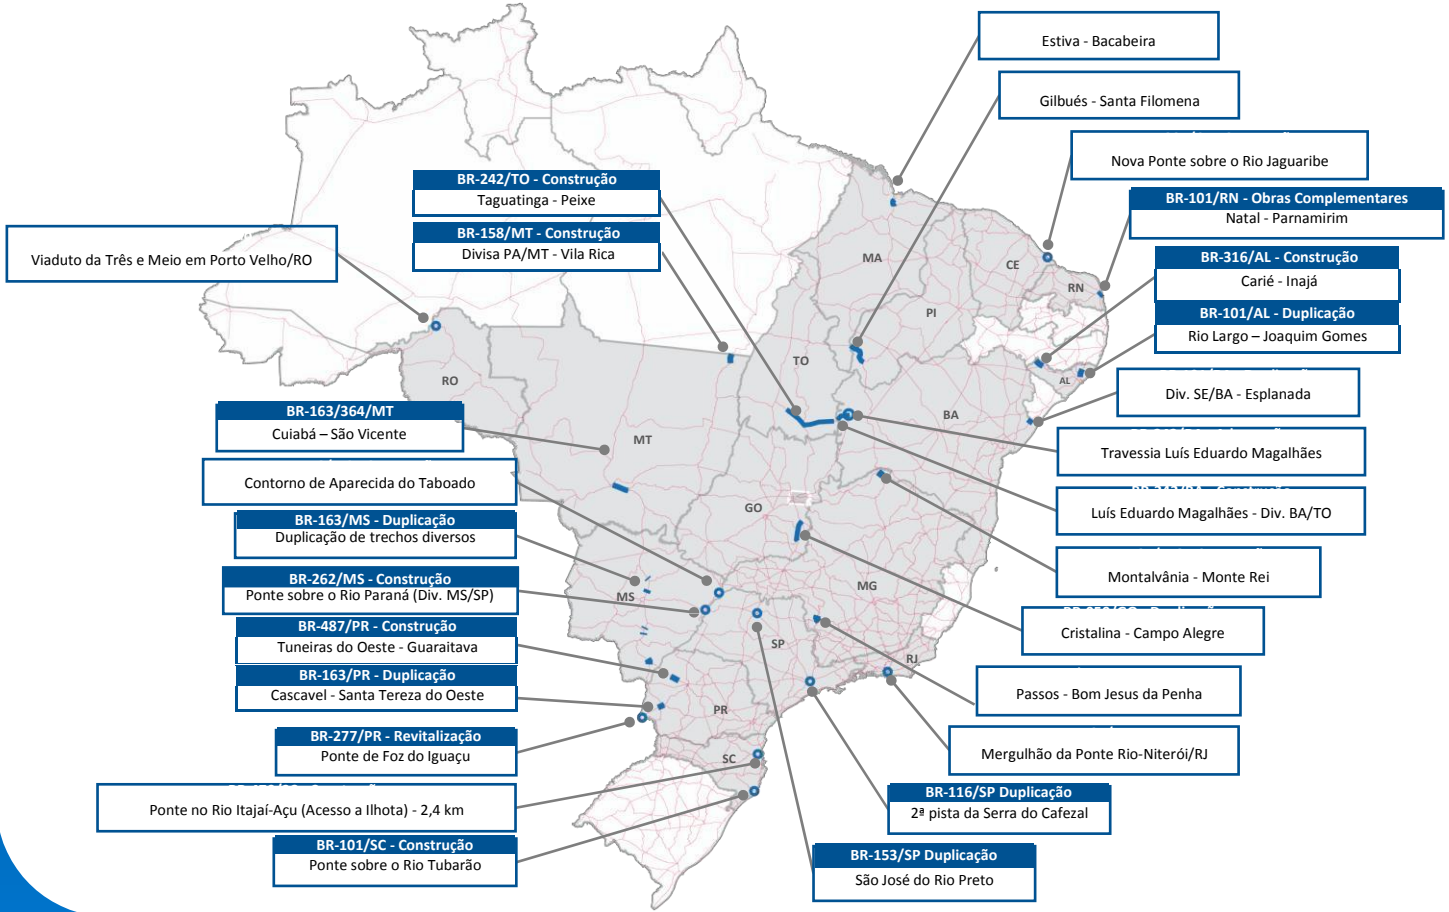 Estiva - Bacabeira
Gilbués - Santa Filomena
Nova Ponte sobre o Rio Jaguaribe
BR-242/TO - Construção
Taguatinga - Peixe
BR-101/RN - Obras Complementares
Natal - Parnamirim
BR-158/MT - Construção
Divisa PA/MT - Vila Rica
Viaduto da Três e Meio em Porto Velho/RO
BR-316/AL - Construção
Carié - Inajá
BR-101/AL - Duplicação
Rio Largo – Joaquim Gomes
Div. SE/BA - Esplanada
BR-163/364/MT
Cuiabá – São Vicente
Travessia Luís Eduardo Magalhães
Contorno de Aparecida do Taboado
Luís Eduardo Magalhães - Div. BA/TO
BR-163/MS - Duplicação
Duplicação de trechos diversos
Montalvânia - Monte Rei
BR-262/MS - Construção
Ponte sobre o Rio Paraná (Div. MS/SP)
BR-487/PR - Construção
Tuneiras do Oeste - Guaraitava
Cristalina - Campo Alegre
BR-163/PR - Duplicação
Cascavel - Santa Tereza do Oeste
Passos - Bom Jesus da Penha
BR-277/PR - Revitalização
Ponte de Foz do Iguaçu
Mergulhão da Ponte Rio-Niterói/RJ
Ponte no Rio Itajaí-Açu (Acesso a Ilhota) - 2,4 km
BR-116/SP Duplicação
2ª pista da Serra do Cafezal
BR-101/SC - Construção
Ponte sobre o Rio Tubarão
BR-153/SP Duplicação
São José do Rio Preto
MA
CE
RN
PI
TO
AL
RO
BA
MT
GO
MG
MS
SP
RJ
PR
SC